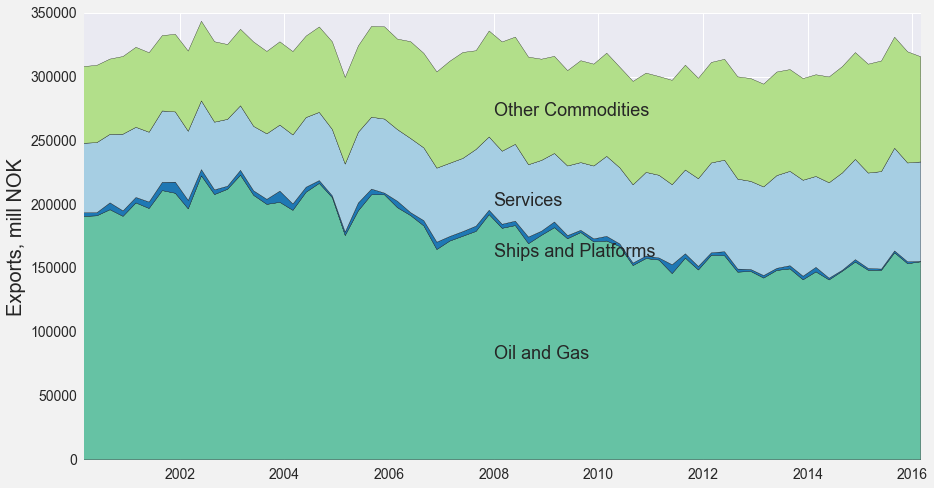 350000
300000
250000
200000
150000
100000
50000
0
Exports, mill NOK
Other Commodities
Services
Ships and Platforms
Oil and Gas
2002 2004 2006 2008 2010 2012 2014 2016